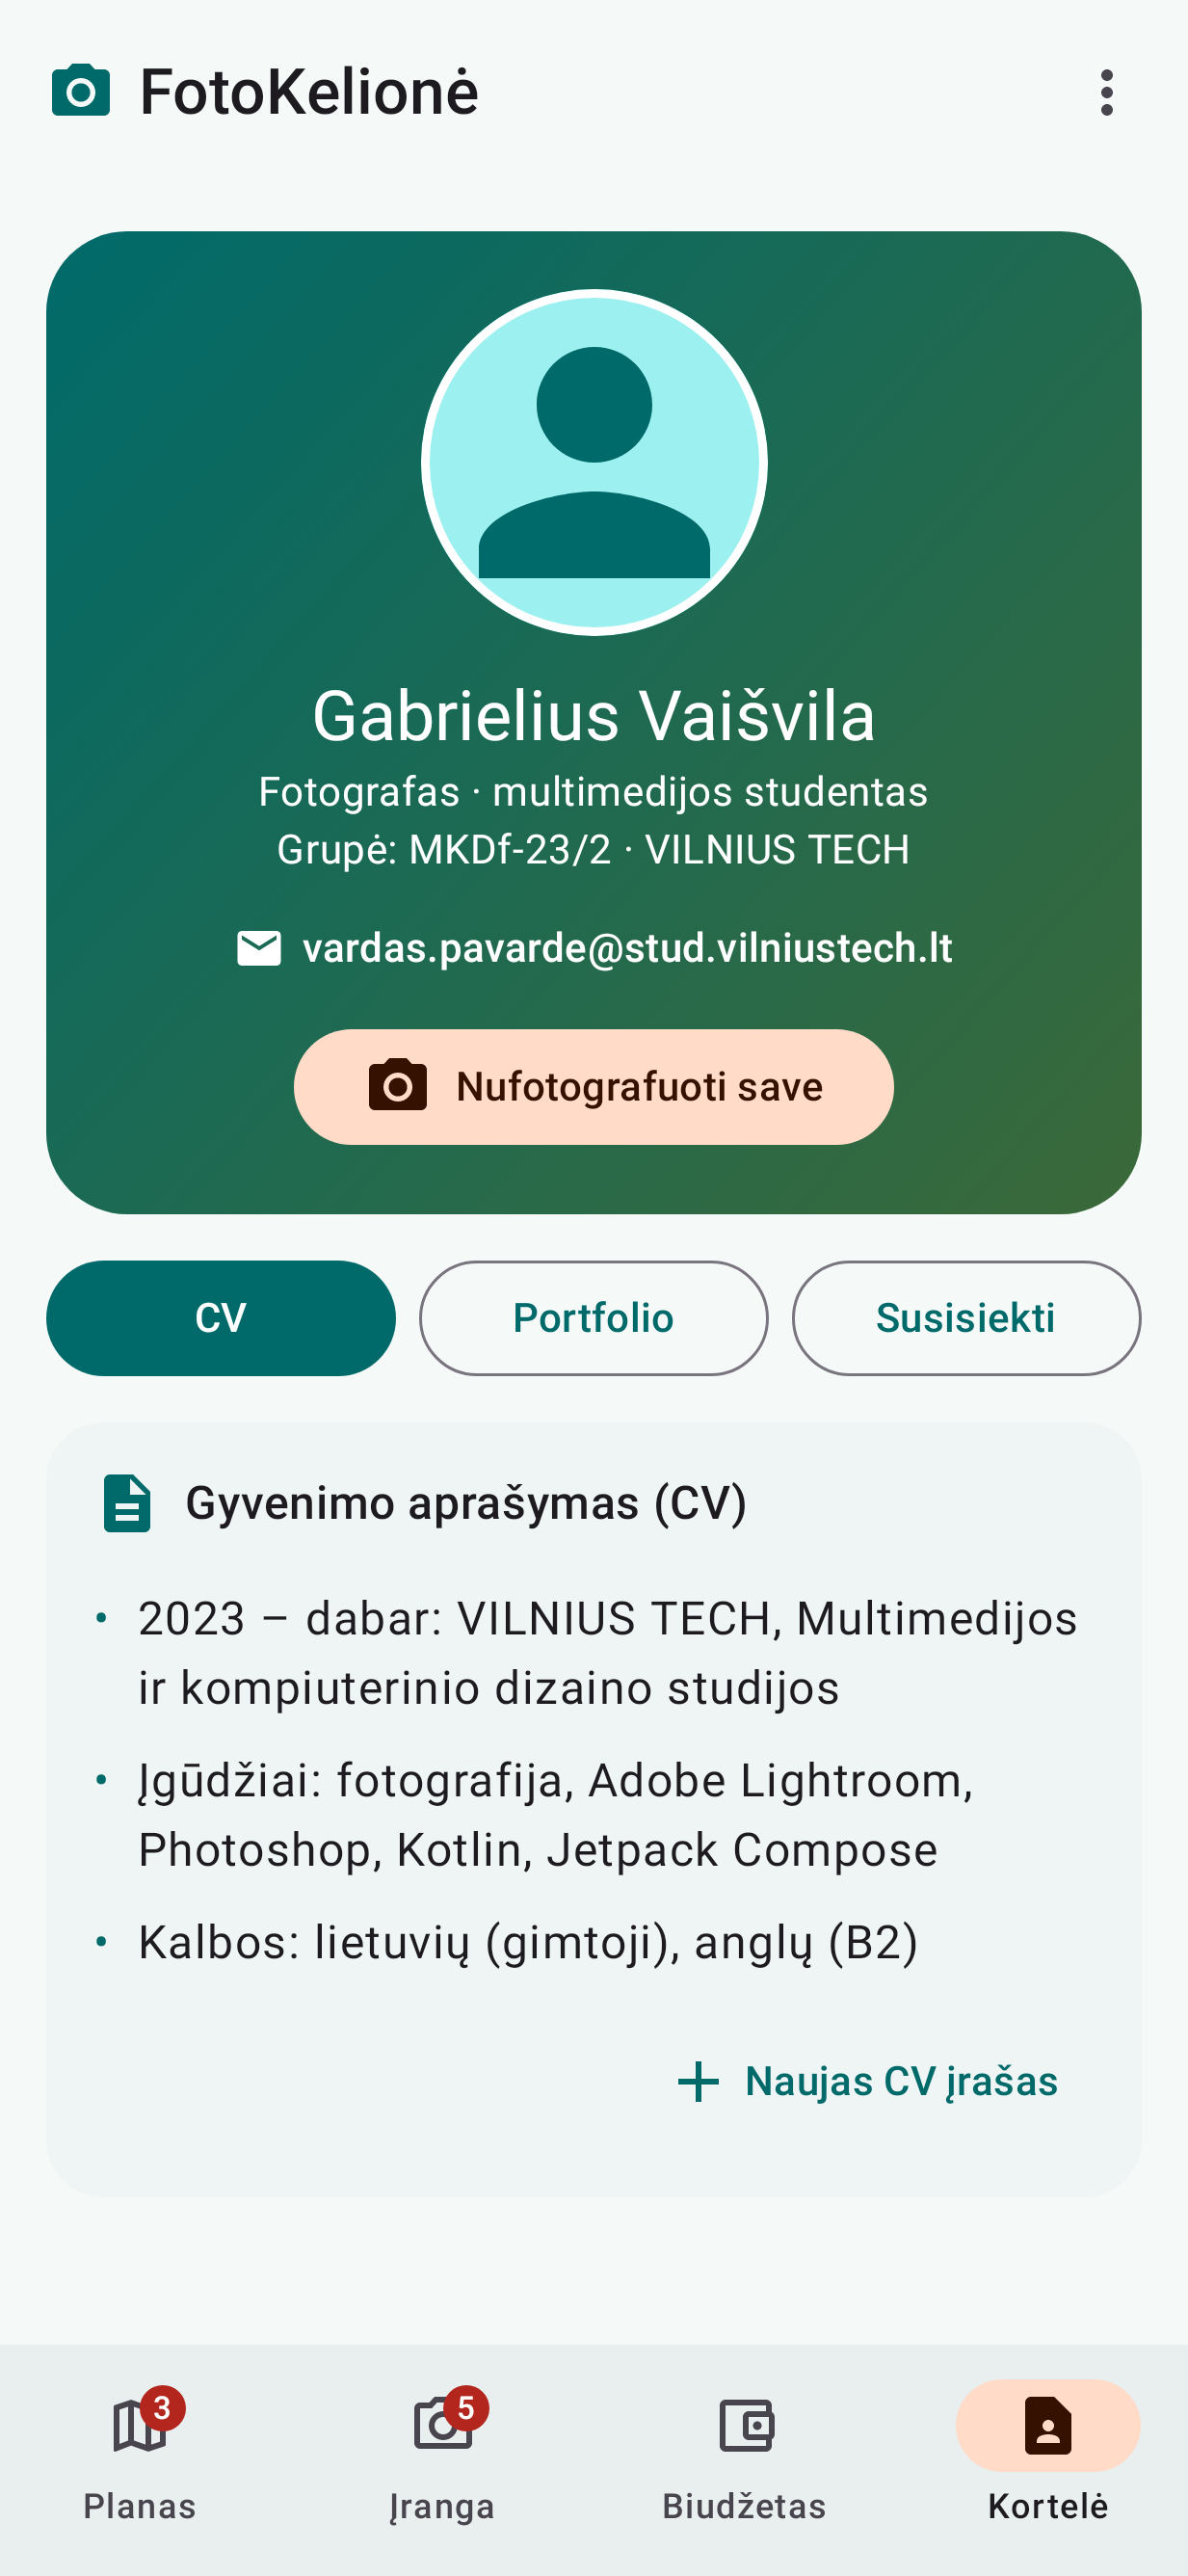 FotoKelionė
Gabrielius Vaišvila
Fotografas · multimedijos studentas
Grupė: MKDf-23/2 · VILNIUS TECH
vardas.pavarde@stud.vilniustech.lt
Nufotografuoti save
CV
Portfolio
Susisiekti
Gyvenimo aprašymas (CV)
• 2023 – dabar: VILNIUS TECH, Multimedijos
ir kompiuterinio dizaino studijos
• Įgūdžiai: fotografija, Adobe Lightroom,
Photoshop, Kotlin, Jetpack Compose
• Kalbos: lietuvių (gimtoji), anglų (B2)
Naujas CV įrašas
3
5
Planas
Įranga
Biudžetas
Kortelė